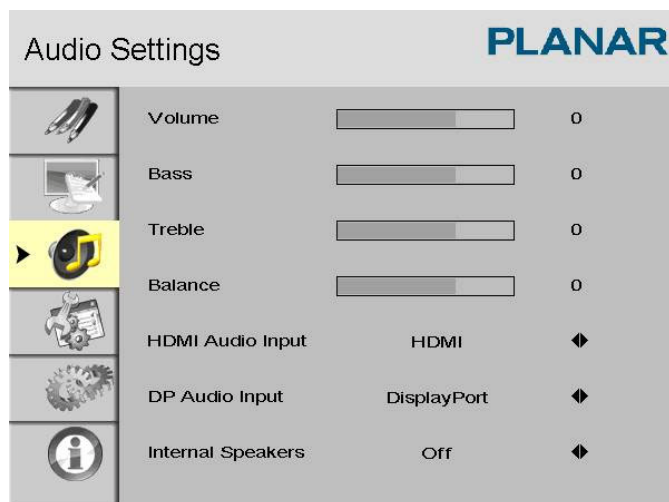 Audio Settings
PLANAR
Volume 0
Bass 0
Treble 0
Balance 0
HDMI Audio Input HDMI
DP Audio Input DisplayPort
Internal Speakers Off